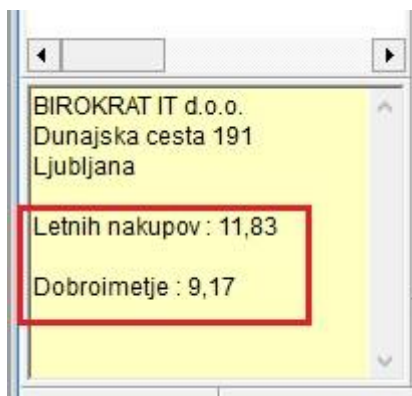 BIROKRAT IT d.o.o.
Dunajska cesta 191
Ljubljana
Letnih nakupov : 11,83
Dobroimetje : 9,17